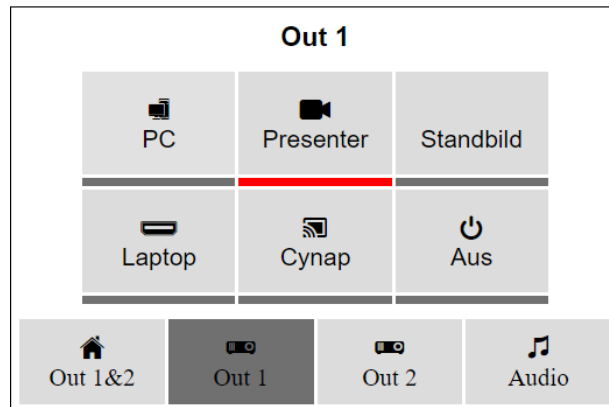 Out 1
PC Presenter Standbild
Laptop Cynap Aus
Out 1&2 Out 1 Out 2 Audio